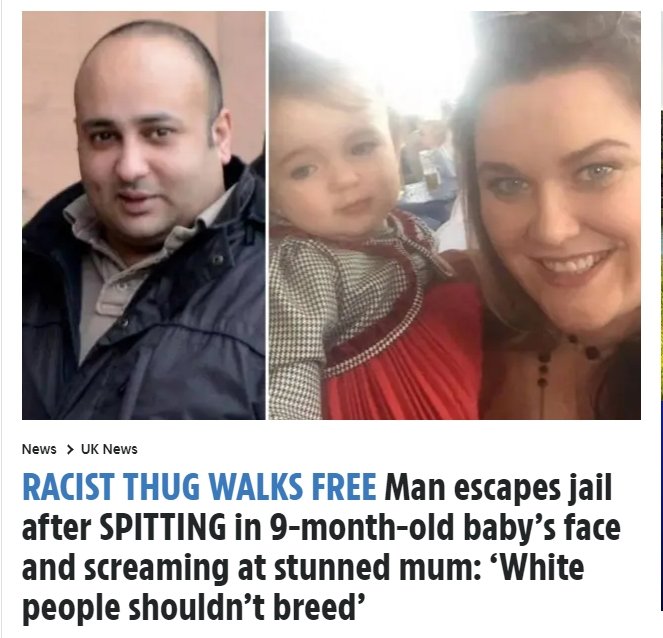 News > UK News
RACIST THUG WALKS FREE Man escapes jail
after SPITTING in 9-month-old baby's face
and screaming at stunned mum: ‘White
people shouldn't breed’